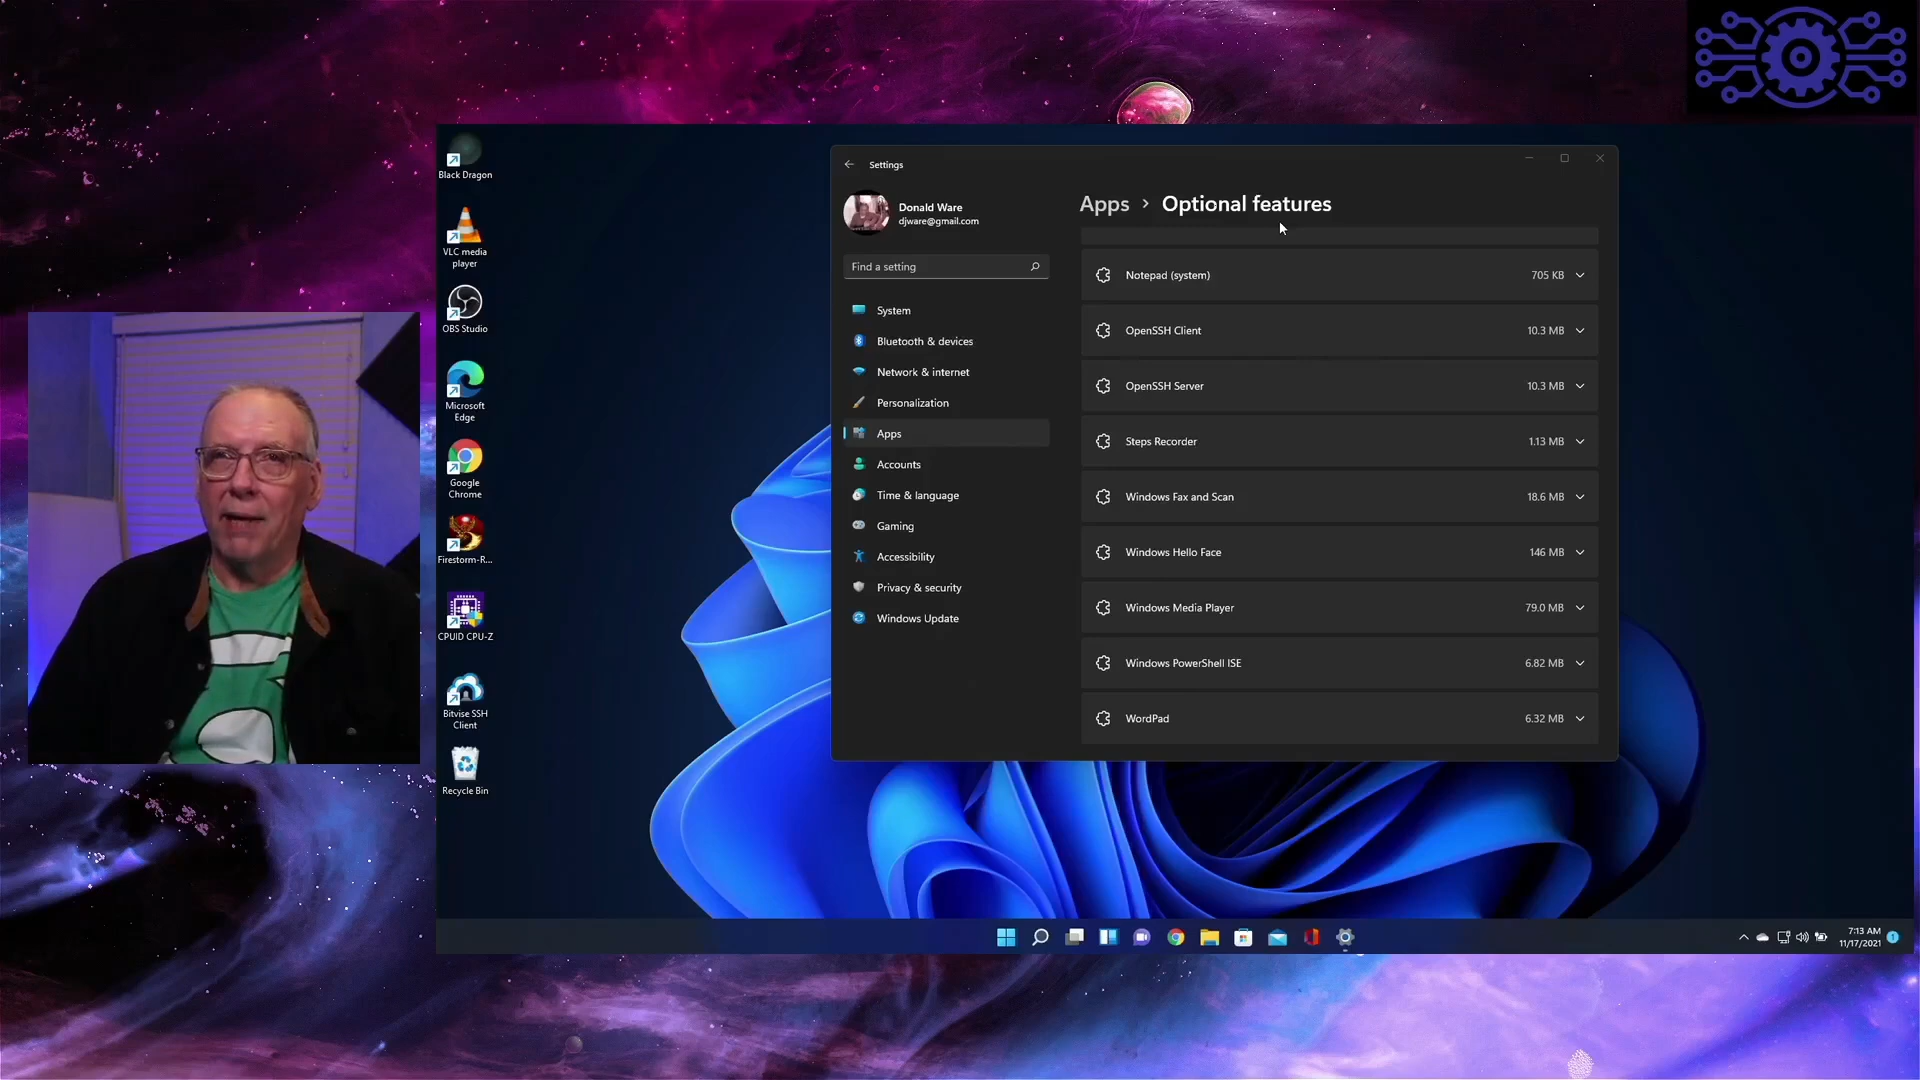 Black Dragon
VLC media
player
OBS Studio
Microsoft
Edge
Google
Chrome
Firestorm-R...
CPUID CPU-Z
Bitvise SSH
Client
Recycle Bin
Settings
Donald Ware
djware@gmail.com
Find a setting
System
Bluetooth & devices
Network & internet
Personalization
Apps
Accounts
Time & language
Gaming
Accessibility
Privacy & security
Windows Update
Apps > Optional features
Notepad (system) 705 KB
OpenSSH Client 10.3 MB
OpenSSH Server 10.3 MB
Steps Recorder 1.13 MB
Windows Fax and Scan 18.6 MB
Windows Hello Face 146 MB
Windows Media Player 79.0 MB
Windows PowerShell ISE 6.82 MB
WordPad 6.32 MB
7:13 AM
11/17/2021
1